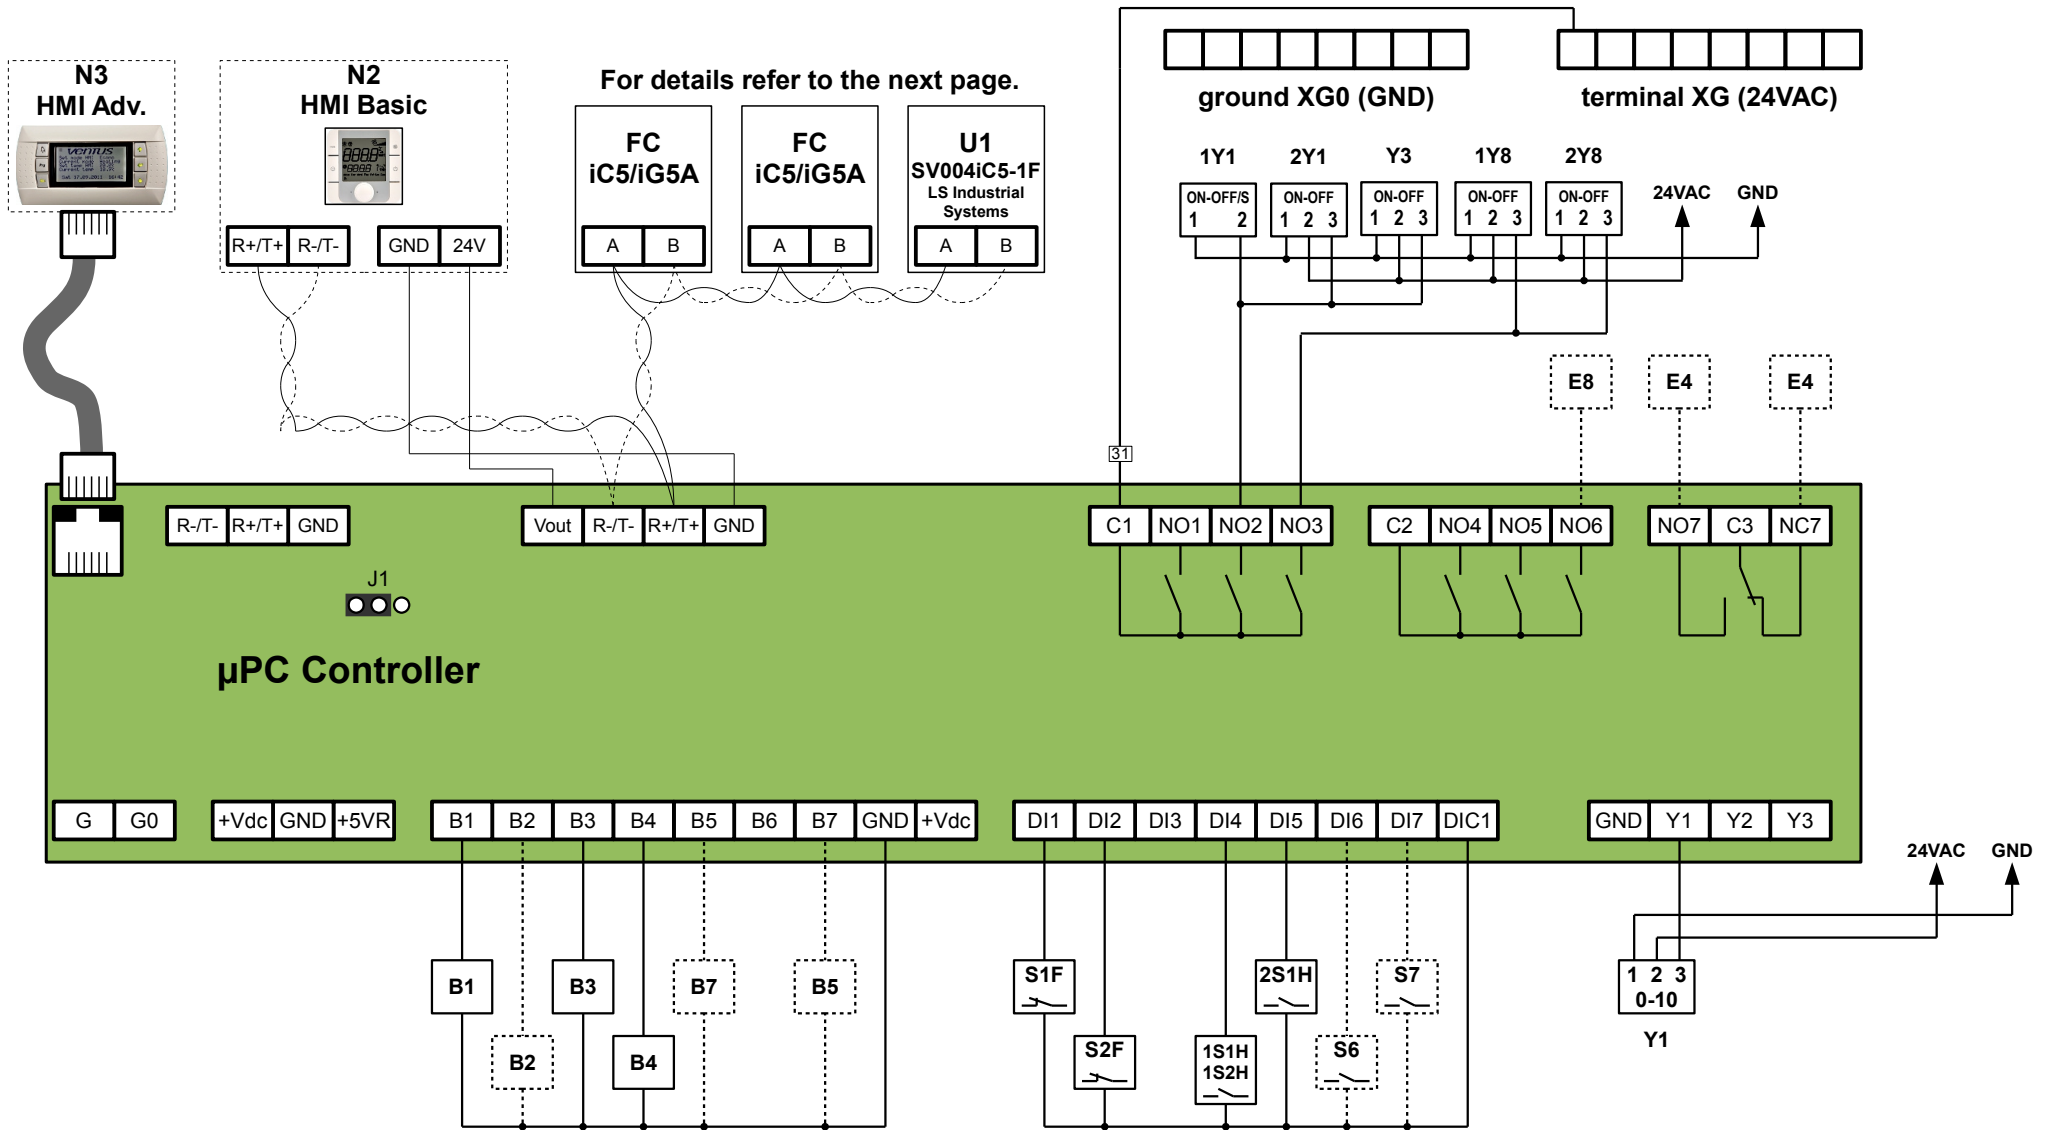 N3
HMI Adv.
VENTUS
N2
HMI Basic
R+/T+ R-/T- GND 24V
For details refer to the next page.
FC
iC5/iG5A
A B
FC
iC5/iG5A
A B
U1
SV004iC5-1F
LS Industrial
Systems
A B
ground XG0 (GND)
terminal XG (24VAC)
1Y1 2Y1 Y3 1Y8 2Y8
ON-OFF/S ON-OFF ON-OFF ON-OFF ON-OFF
1 2 1 2 3 1 2 3 1 2 3 1 2 3
24VAC GND
E8 E4 E4
31
R-/T- R+/T+ GND
Vout R-/T- R+/T+ GND
C1 NO1 NO2 NO3
C2 NO4 NO5 NO6
NO7 C3 NC7
J1
µPC Controller
G G0
+Vdc GND +5VR
B1 B2 B3 B4 B5 B6 B7 GND +Vdc
DI1 DI2 DI3 DI4 DI5 DI6 DI7 DIC1
GND Y1 Y2 Y3
24VAC GND
B1 B3 B7 B5
B2 B4
S1F 2S1H S7
S2F
1S1H
1S2H
S6
1 2 3
0-10
Y1